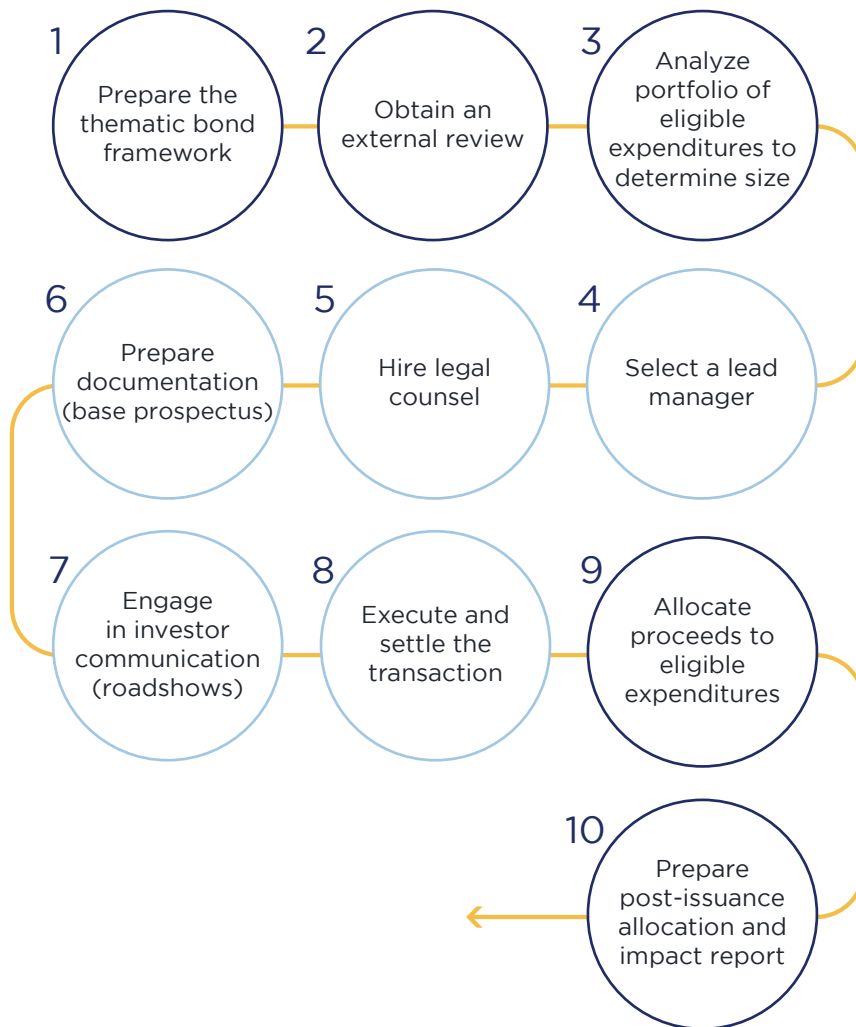 1
Prepare the
thematic bond
framework
2
Obtain an
external review
3
Analyze
portfolio of
eligible
expenditures to
determine size
4
Select a lead
manager
5
Hire legal
counsel
6
Prepare
documentation
(base prospectus)
7
Engage
in investor
communication
(roadshows)
8
Execute and
settle the
transaction
9
Allocate
proceeds to
eligible
expenditures
10
Prepare
post-issuance
allocation and
impact report